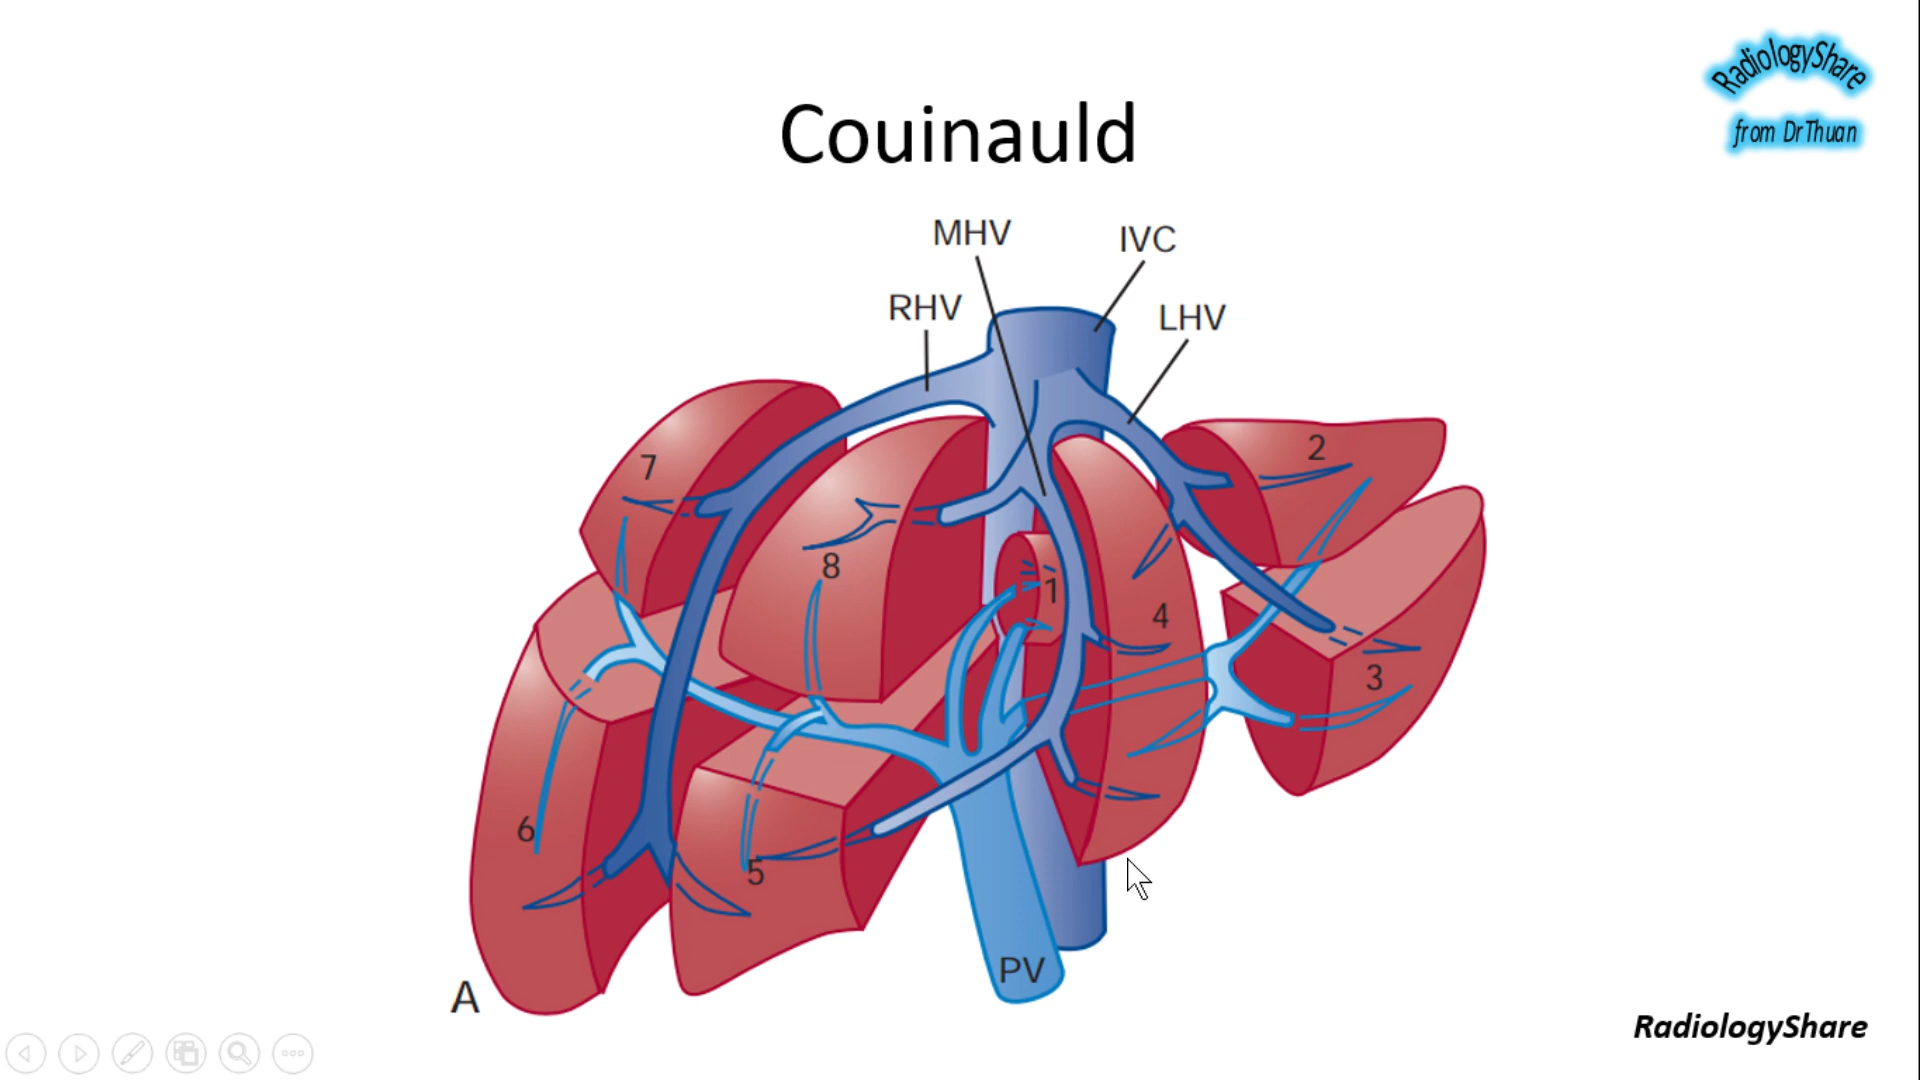 RadiologyShare
from DrThuan
Couinauld
MHV
IVC
RHV
LHV
7
2
8
1
4
3
6
5
PV
A
RadiologyShare